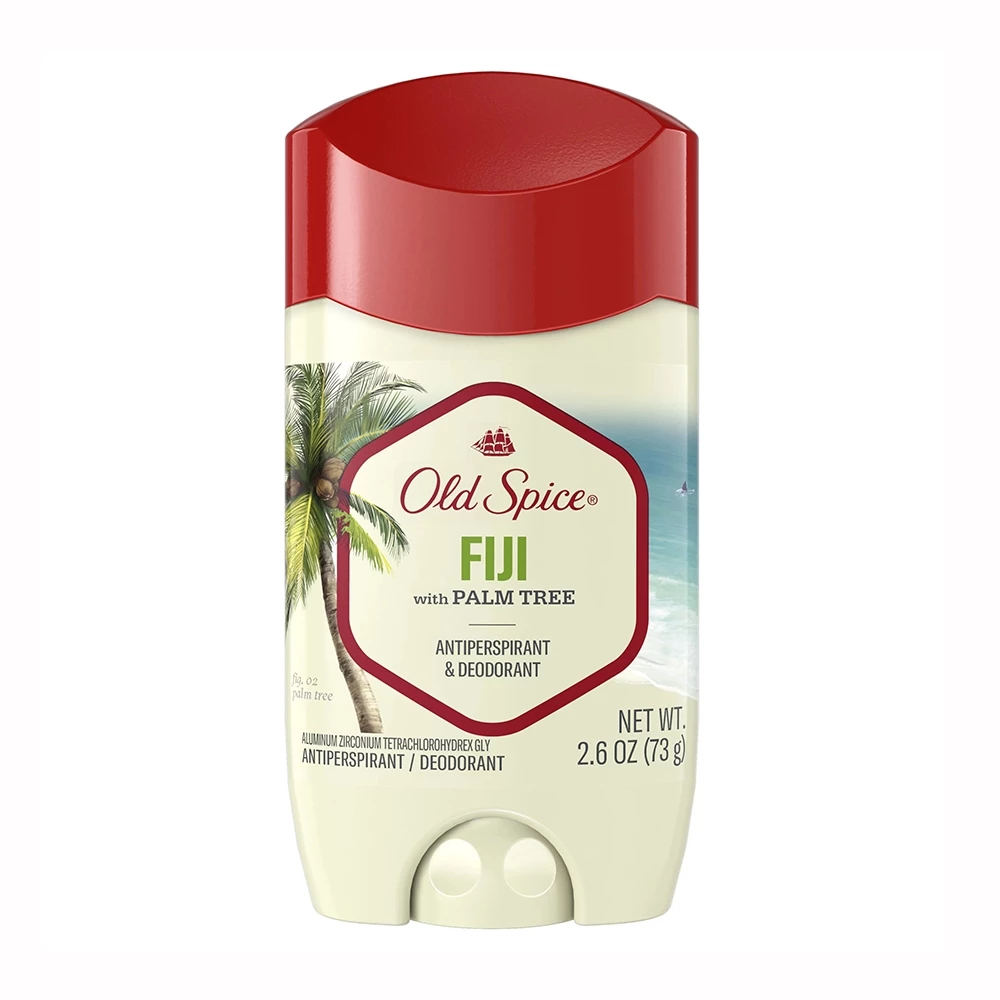 Old Spice®
FIJI
with PALM TREE
ANTIPERSPIRANT
& DEODORANT
fig. 02
palm tree
ALUMINUM ZIRCONIUM TETRACHLOROHYDREX GLY
ANTIPERSPIRANT / DEODORANT
NET WT.
2.6 OZ (73 g)